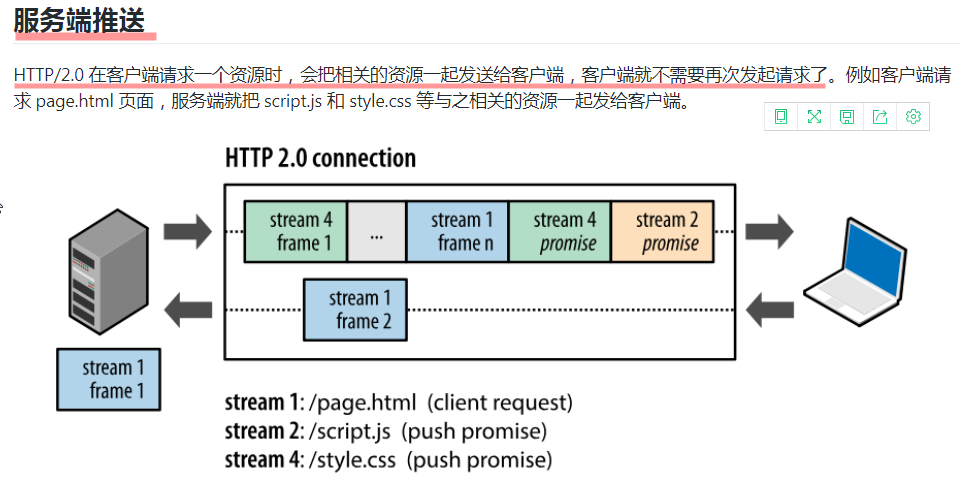 服务端推送
HTTP/2.0 在客户端请求一个资源时，会把相关的资源一起发送给客户端，客户端就不需要再次发起请求了。例如客户端请
求 page.html 页面，服务端就把 script.js 和 style.css 等与之相关的资源一起发给客户端。
HTTP 2.0 connection
stream 4
frame 1
...
stream 1
frame n
stream 4
promise
stream 2
promise
stream 1
frame 2
stream 1
frame 1
stream 1: /page.html (client request)
stream 2: /script.js (push promise)
stream 4: /style.css (push promise)